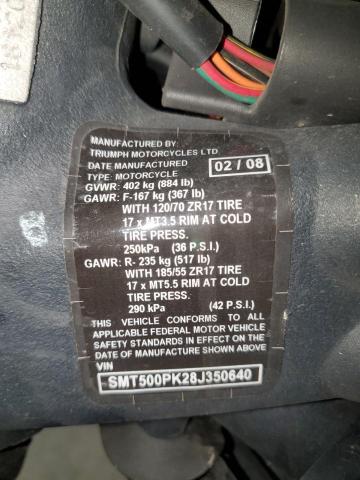 MANUFACTURED BY:
TRIUMPH MOTORCYCLES LTD
DATE MANUFACTURED 02 / 08
TYPE: MOTORCYCLE
GVWR: 402 kg (884 lb)
GAWR: F-167 kg (367 lb)
WITH 120/70 ZR17 TIRE
17 x MT3.5 RIM AT COLD
TIRE PRESS.
250kPa (36 P.S.I.)
GAWR: R- 235 kg (517 lb)
WITH 185/55 ZR17 TIRE
17 x MT5.5 RIM AT COLD
TIRE PRESS.
290 kPa (42 P.S.I.)
THIS VEHICLE CONFORMS TO ALL
APPLICABLE FEDERAL MOTOR VEHICLE
SAFETY STANDARDS IN EFFECT ON THE
DATE OF MANUFACTURE SHOWN ABOVE
VIN
SMT500PK28J350640